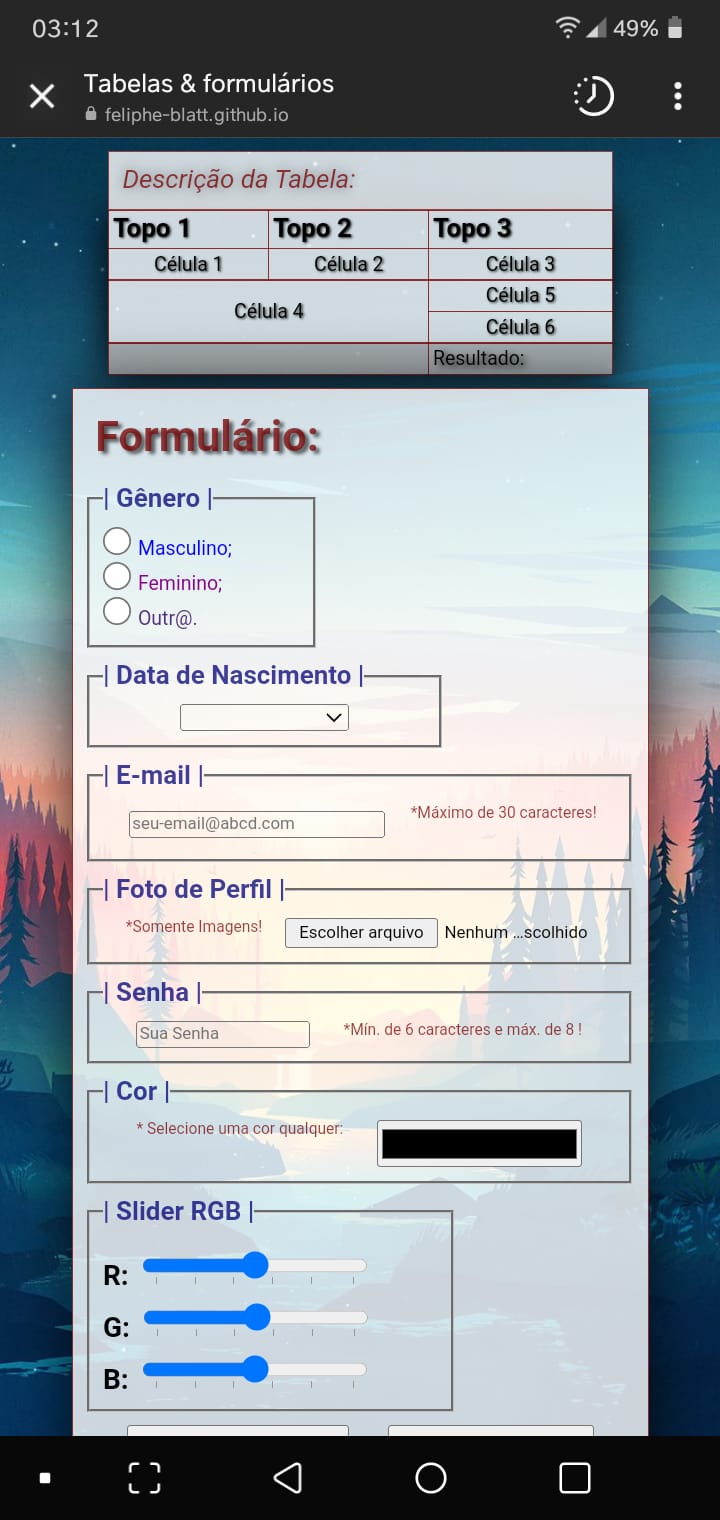 03:12 49%
Tabelas & formulários
feliphe-blatt.github.io
Descrição da Tabela:
Topo 1 Topo 2 Topo 3
Célula 1 Célula 2 Célula 3
Célula 4 Célula 5
Célula 6
Resultado:
Formulário:
| Gênero |
Masculino;
Feminino;
Outr@.
| Data de Nascimento |
| E-mail |
seu-email@abcd.com *Máximo de 30 caracteres!
| Foto de Perfil |
*Somente Imagens! Escolher arquivo Nenhum ...scolhido
| Senha |
Sua Senha *Mín. de 6 caracteres e máx. de 8 !
| Cor |
* Selecione uma cor qualquer:
| Slider RGB |
R:
G:
B: